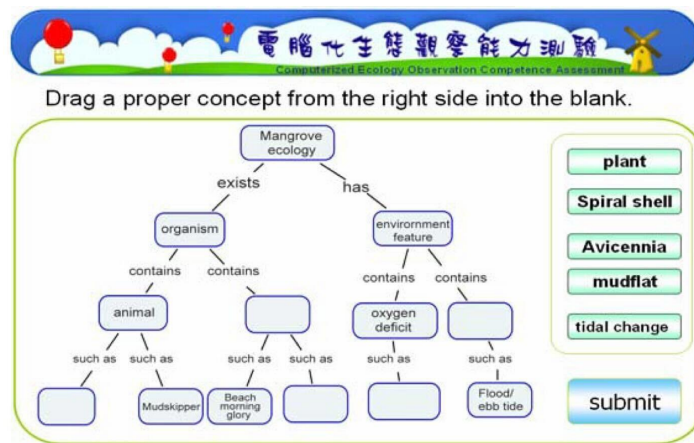 電腦化生態觀察能力測驗
Computerized Ecology Observation Competence Assessment
Drag a proper concept from the right side into the blank.
Mangrove
ecology
exists
has
organism
envirornment
feature
contains
contains
contains
contains
animal
oxygen
deficit
such as
such as
such as
such as
such as
such as
Mudskipper
Beach
morning
glory
Flood/
ebb tide
plant
Spiral shell
Avicennia
mudflat
tidal change
submit